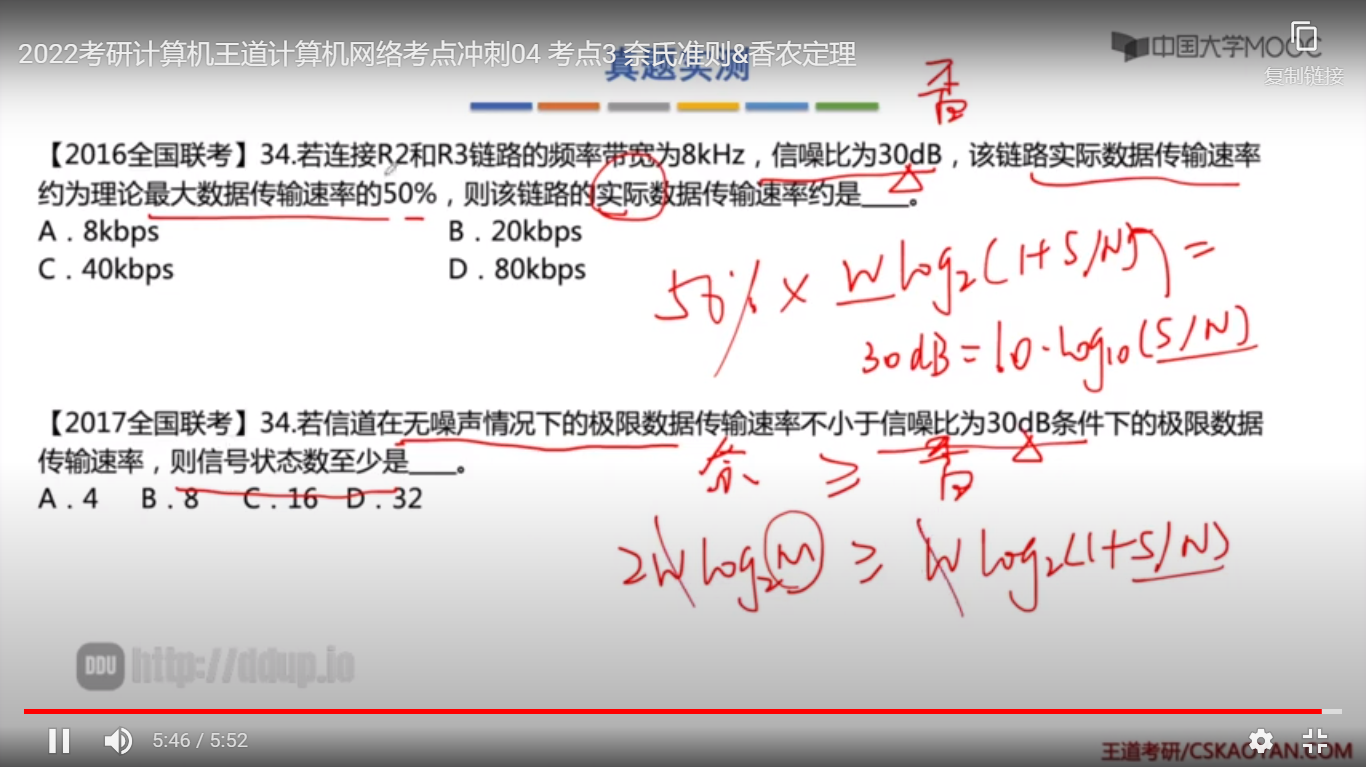 2022考研计算机王道计算机网络考点冲刺04 考点3 奈氏准则&香农定理
真题实测
中国大学MOOC
复制链接
香
【2016全国联考】34.若连接R2和R3链路的频率带宽为8kHz，信噪比为30dB，该链路实际数据传输速率
约为理论最大数据传输速率的50%，则该链路的实际数据传输速率约是____。
A．8kbps
B．20kbps
C．40kbps
D．80kbps
50% × W log₂(1+S/N) =
30dB = 10·log₁₀(S/N)
【2017全国联考】34.若信道在无噪声情况下的极限数据传输速率不小于信噪比为30dB条件下的极限数据
传输速率，则信号状态数至少是____。
A．4 B．8 C．16 D．32
奈 ≥ 香
2W log₂M ≥ W log₂(1+S/N)
DDU http://ddup.io
5:46 / 5:52
王道考研/CSKAOYAN.COM